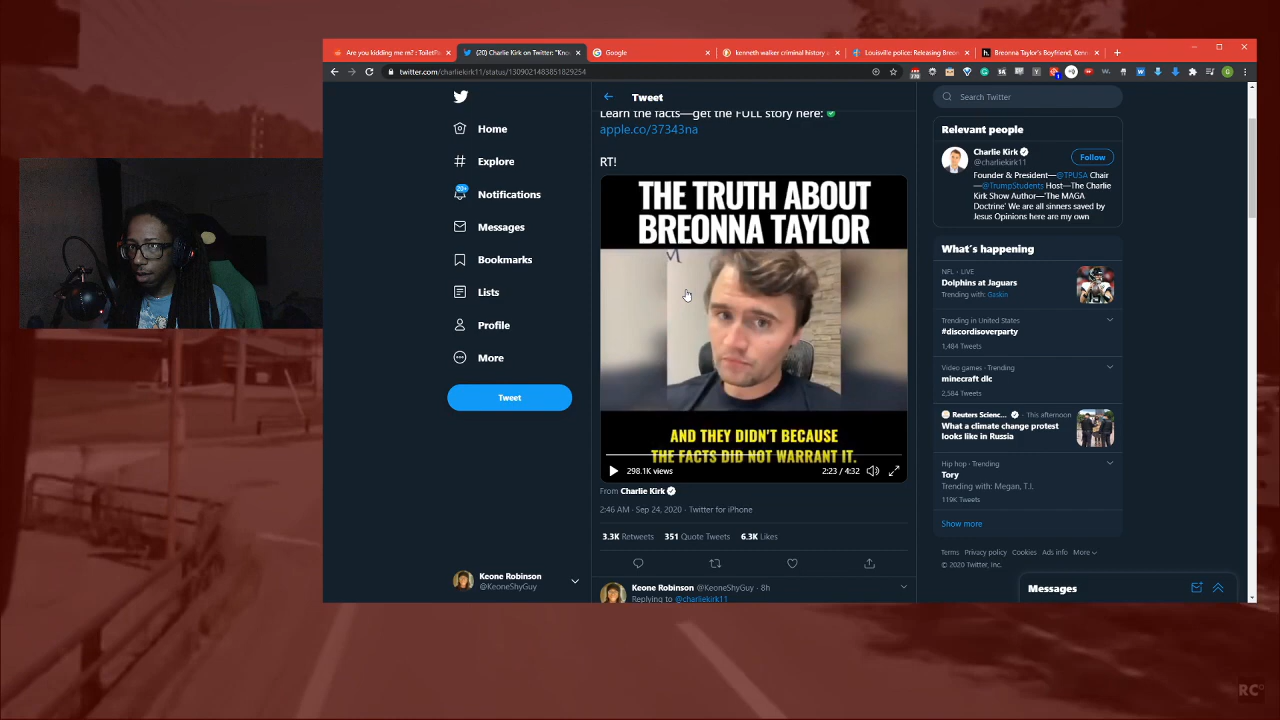 Are you kidding me rn? : ToiletPa
(20) Charlie Kirk on Twitter: "Kno
Google
kenneth walker criminal history
Louisville police: Releasing Breon
Breonna Taylor's Boyfriend, Kenn
twitter.com/charliekirk11/status/1309021483851829254
Home
Explore
20+
Notifications
Messages
Bookmarks
Lists
Profile
More
Tweet
Keone Robinson
@KeoneShyGuy
Tweet
Learn the facts—get the FULL story here:
apple.co/37343na
RT!
THE TRUTH ABOUT
BREONNA TAYLOR
AND THEY DIDN'T BECAUSE
THE FACTS DID NOT WARRANT IT.
298.1K views
2:23 / 4:32
From Charlie Kirk
2:46 AM · Sep 24, 2020 · Twitter for iPhone
3.3K Retweets 351 Quote Tweets 6.3K Likes
Keone Robinson @KeoneShyGuy · 8h
Replying to @charliekirk11
Search Twitter
Relevant people
Charlie Kirk
@charliekirk11
Follow
Founder & President—@TPUSA Chair
—@TrumpStudents Host—The Charlie
Kirk Show Author—'The MAGA
Doctrine' We are all sinners saved by
Jesus Opinions here are my own
What's happening
NFL · LIVE
Dolphins at Jaguars
Trending with: Gaskin
Trending in United States
#discordisoverparty
1,484 Tweets
Video games · Trending
minecraft dlc
2,584 Tweets
Reuters Scienc... · This afternoon
What a climate change protest
looks like in Russia
Hip hop · Trending
Tory
Trending with: Megan, T.I.
119K Tweets
Show more
Terms Privacy policy Cookies Ads info More
© 2020 Twitter, Inc.
Messages
RC